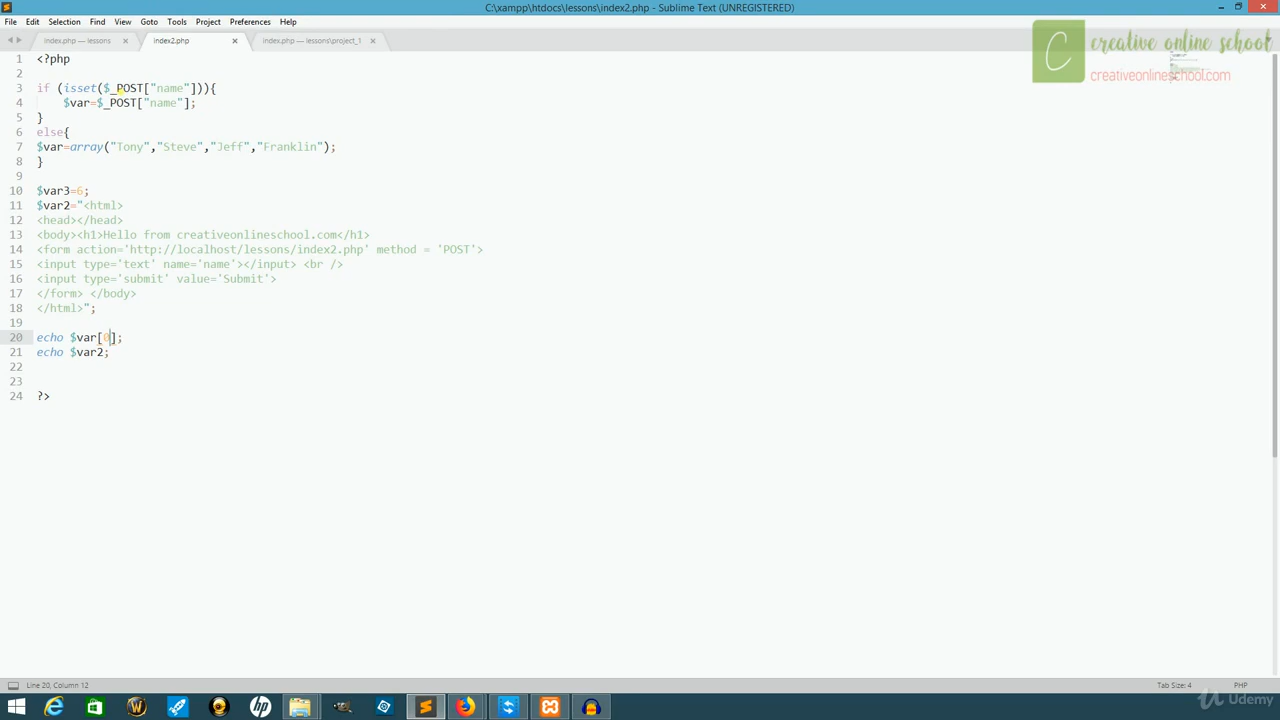 C:\xampp\htdocs\lessons\index2.php - Sublime Text (UNREGISTERED)
File Edit Selection Find View Goto Tools Project Preferences Help
index.php — lessons index2.php index.php — lessons\project_1
C creative online school
creativeonlineschool.com
1 <?php
2
3 if (isset($_POST["name"])){
4 $var=$_POST["name"];
5 }
6 else{
7 $var=array("Tony","Steve","Jeff","Franklin");
8 }
9
10 $var3=6;
11 $var2="<html>
12 <head></head>
13 <body><h1>Hello from creativeonlineschool.com</h1>
14 <form action='http://localhost/lessons/index2.php' method = 'POST'>
15 <input type='text' name='name'></input> <br />
16 <input type='submit' value='Submit'>
17 </form> </body>
18 </html>";
19
20 echo $var[0];
21 echo $var2;
22
23
24 ?>
Line 20, Column 12 Tab Size: 4 PHP
Udemy